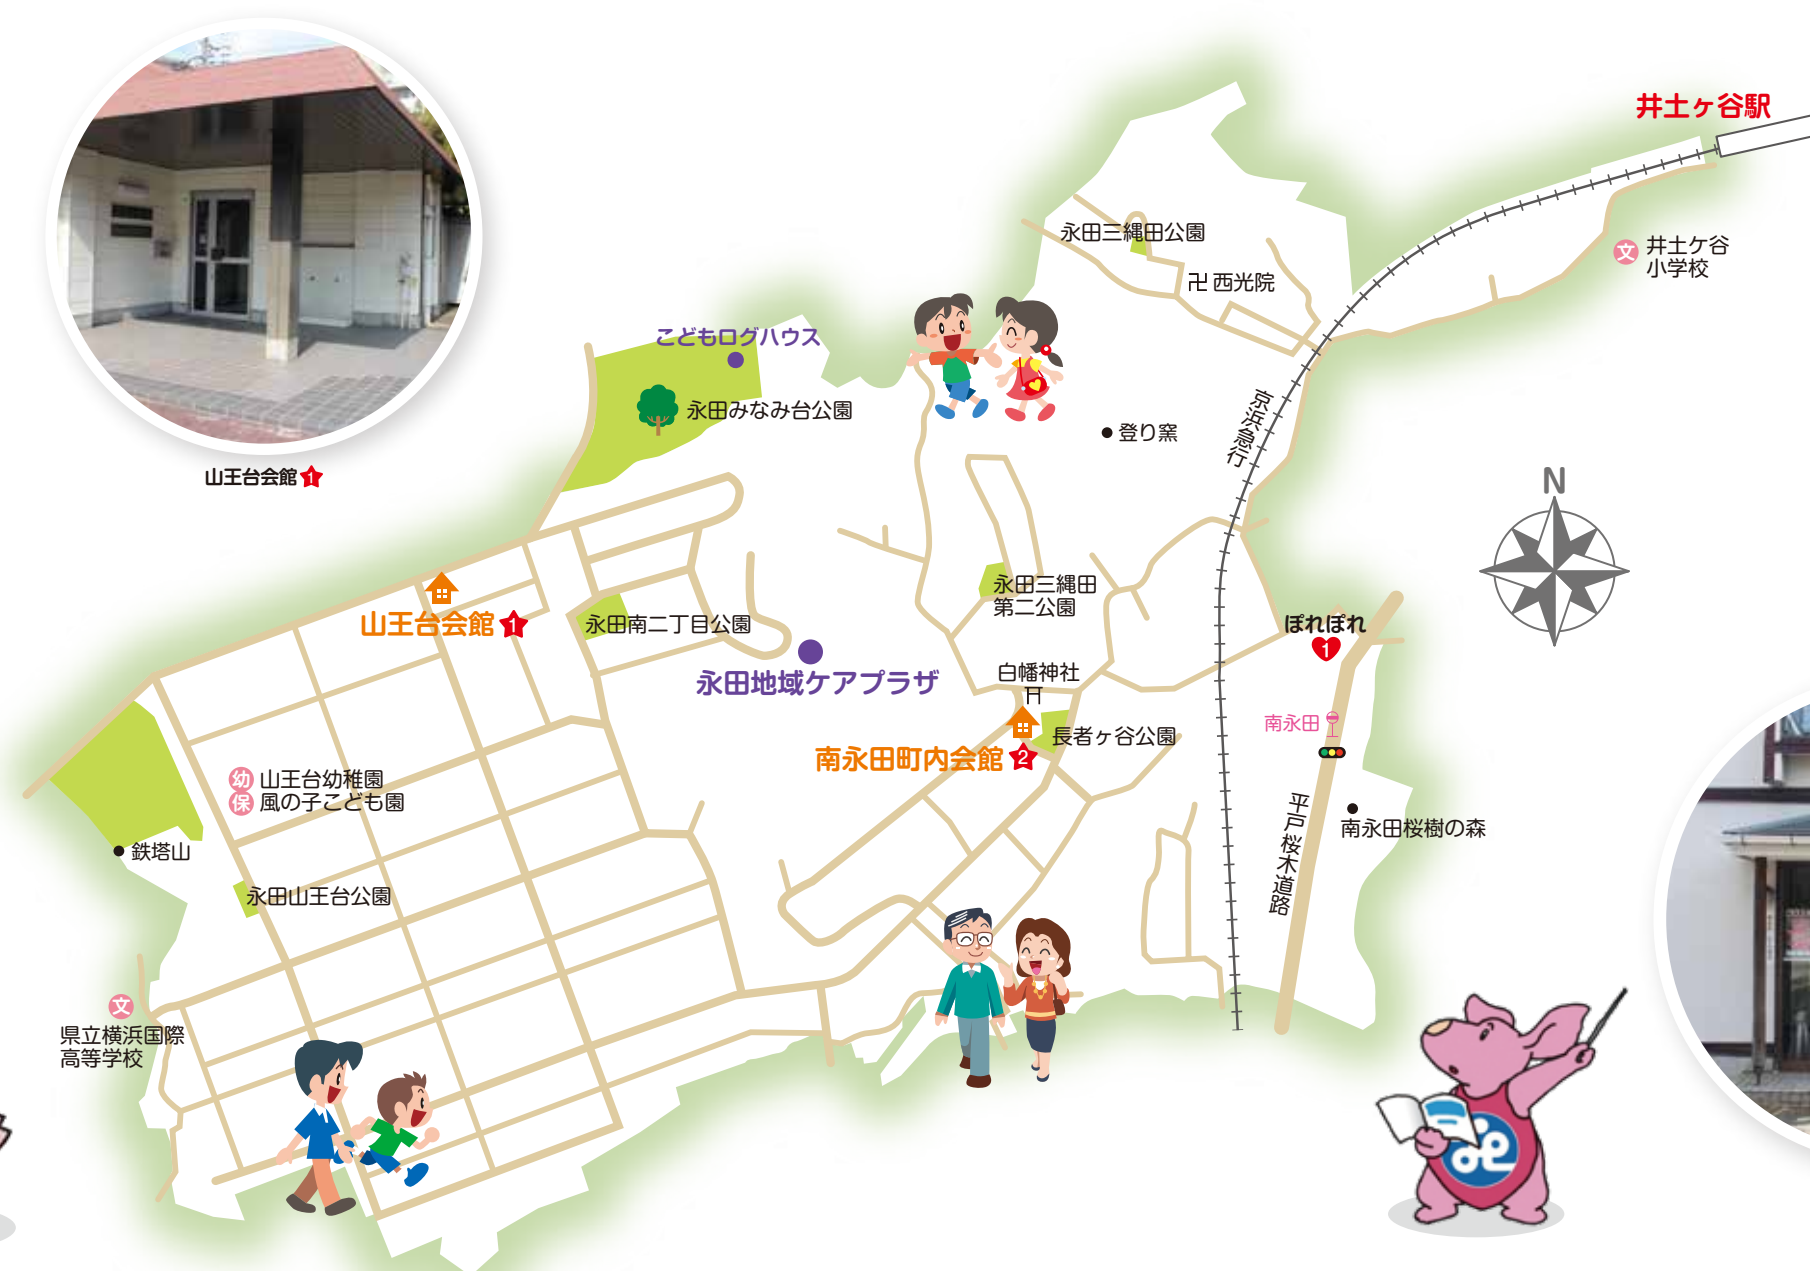 井土ヶ谷駅
永田三縄田公園
卍 西光院
文 井土ケ谷
小学校
こどもログハウス
永田みなみ台公園
登り窯
京浜急行
山王台会館 1
N
山王台会館 1
永田南二丁目公園
永田三縄田
第二公園
ぽれぽれ
1
永田地域ケアプラザ
白幡神社
南永田
長者ヶ谷公園
南永田町内会館 2
幼 山王台幼稚園
保 風の子こども園
平戸桜木道路
南永田桜樹の森
鉄塔山
永田山王台公園
文
県立横浜国際
高等学校